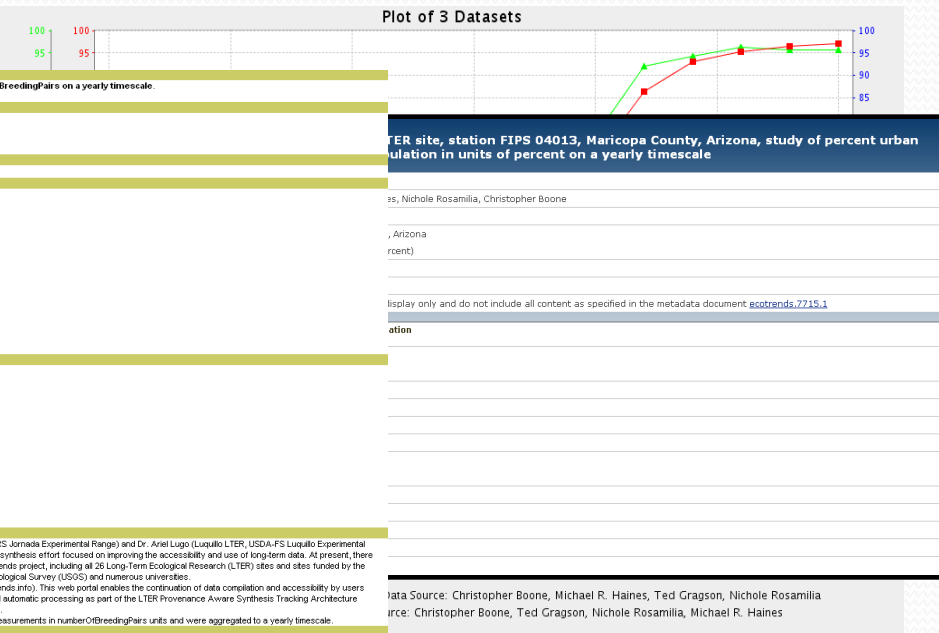 Plot of 3 Datasets
100 100 100
95 95 95
90
85
BreedingPairs on a yearly timescale.
TER site, station FIPS 04013, Maricopa County, Arizona, study of percent urban
ulation in units of percent on a yearly timescale
es, Nichole Rosamilia, Christopher Boone
, Arizona
rcent)
display only and do not include all content as specified in the metadata document ecotrends.7715.1
ation
RS Jornada Experimental Range) and Dr. Ariel Lugo (Luquillo LTER, USDA-FS Luquillo Experimental
synthesis effort focused on improving the accessibility and use of long-term data. At present, there
ends project, including all 26 Long-Term Ecological Research (LTER) sites and sites funded by the
ological Survey (USGS) and numerous universities.
nds.info). This web portal enables the continuation of data compilation and accessibility by users
d automatic processing as part of the LTER Provenance Aware Synthesis Tracking Architecture
.
easurements in numberOfBreedingPairs units and were aggregated to a yearly timescale.
Data Source: Christopher Boone, Michael R. Haines, Ted Gragson, Nichole Rosamilia
urce: Christopher Boone, Ted Gragson, Nichole Rosamilia, Michael R. Haines